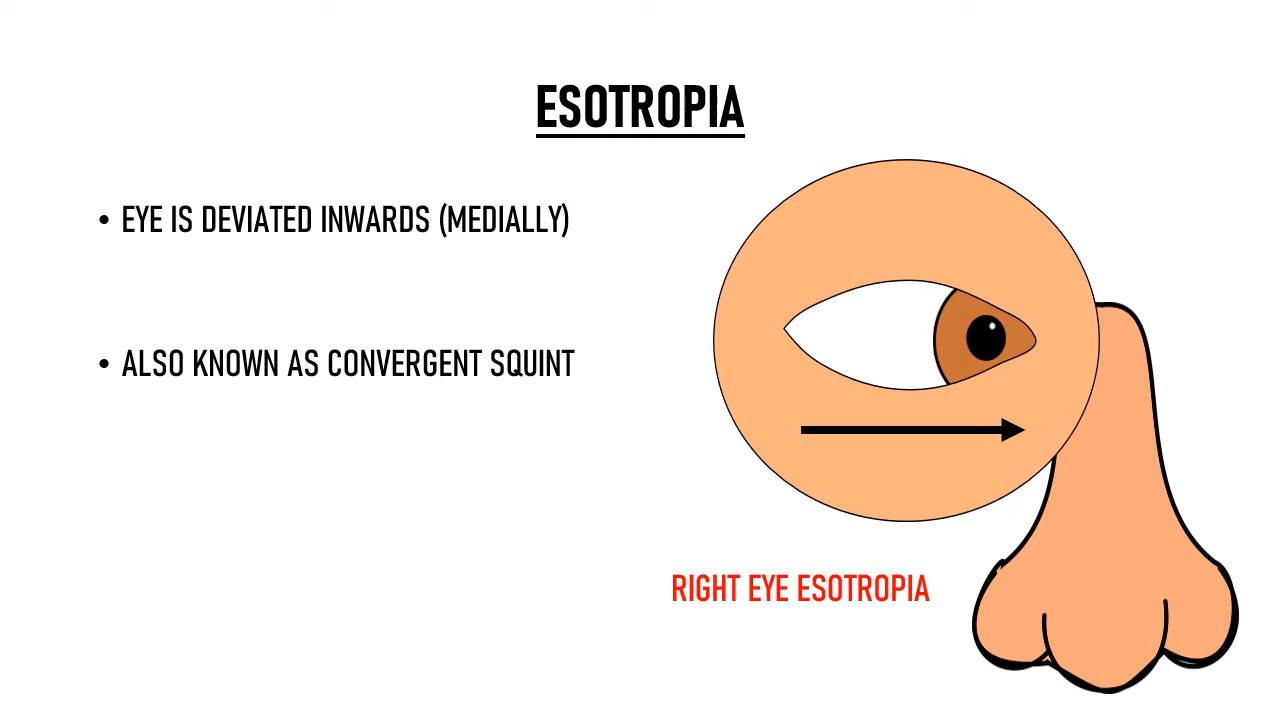 ESOTROPIA
• EYE IS DEVIATED INWARDS (MEDIALLY)
• ALSO KNOWN AS CONVERGENT SQUINT
RIGHT EYE ESOTROPIA